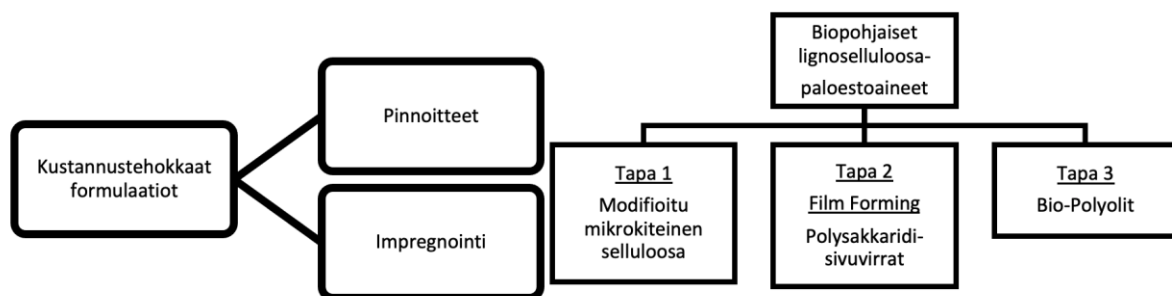 Kustannustehokkaat
formulaatiot
Pinnoitteet
Impregnointi
Biopohjaiset
lignoselluloosa-
paloestoaineet
Tapa 1
Modifioitu
mikrokiteinen
selluloosa
Tapa 2
Film Forming
Polysakkaridi-
sivuvirrat
Tapa 3
Bio-Polyolit